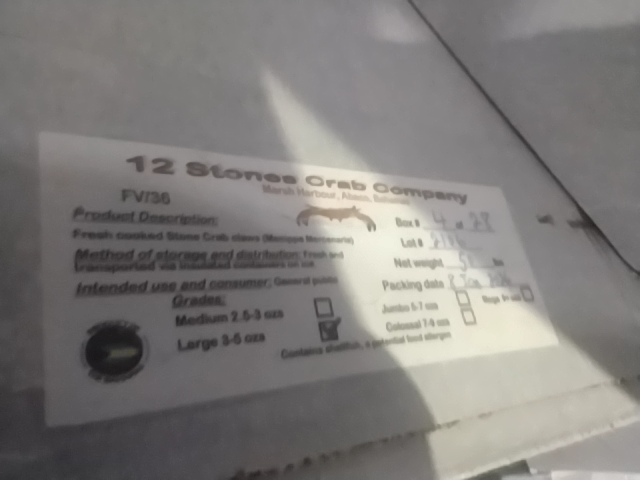 12 Stones Crab Company
Marsh Harbour, Abaco, Bahamas
FV/36
Product Description:
Fresh cooked Stone Crab claws (Menippe Mercenaria)
Method of storage and distribution: Fresh and
transported via insulated containers on ice
Intended use and consumer: General public
Grades:
Medium 2.5-3 ozs
Large 3-5 ozs
Box # 4 of 28
Lot #
Net weight
Packing date
Jumbo 5-7 ozs
Colossal 7-9 ozs
Contains shellfish, a potential food allergen